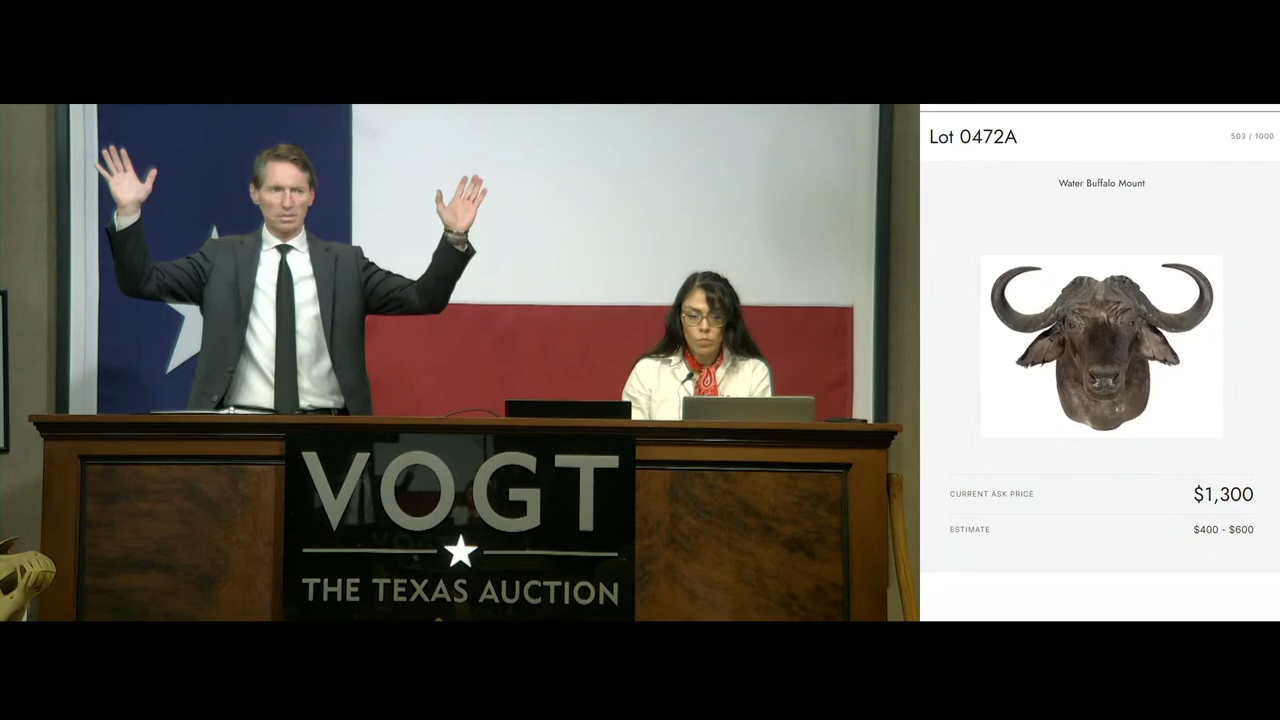 VOGT
THE TEXAS AUCTION
Lot 0472A
503 / 1000
Water Buffalo Mount
CURRENT ASK PRICE
$1,300
ESTIMATE
$400 - $600